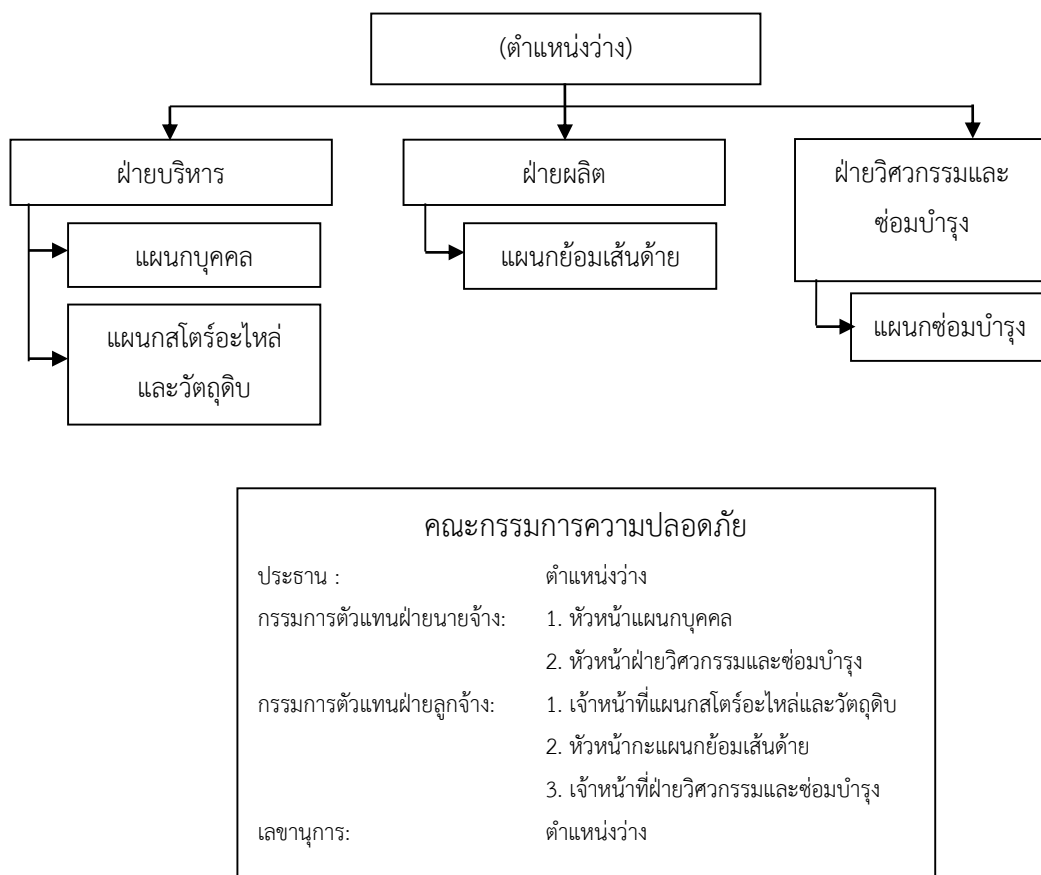 (ตำแหน่งว่าง)
ฝ่ายบริหาร
ฝ่ายผลิต
ฝ่ายวิศวกรรมและ
ซ่อมบำรุง
แผนกบุคคล
แผนกย้อมเส้นด้าย
แผนกสโตร์อะไหล่
และวัตถุดิบ
แผนกซ่อมบำรุง
คณะกรรมการความปลอดภัย
ประธาน : ตำแหน่งว่าง
กรรมการตัวแทนฝ่ายนายจ้าง: 1. หัวหน้าแผนกบุคคล
2. หัวหน้าฝ่ายวิศวกรรมและซ่อมบำรุง
กรรมการตัวแทนฝ่ายลูกจ้าง: 1. เจ้าหน้าที่แผนกสโตร์อะไหล่และวัตถุดิบ
2. หัวหน้ากะแผนกย้อมเส้นด้าย
3. เจ้าหน้าที่ฝ่ายวิศวกรรมและซ่อมบำรุง
เลขานุการ: ตำแหน่งว่าง